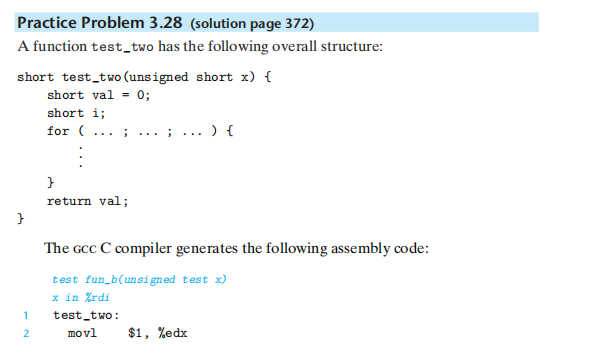 Practice Problem 3.28 (solution page 372)
A function test_two has the following overall structure:
short test_two(unsigned short x) {
short val = 0;
short i;
for ( ... ; ... ; ... ) {
.
.
.
}
return val;
}
The GCC C compiler generates the following assembly code:
test fun_b(unsigned test x)
x in %rdi
1 test_two:
2 movl $1, %edx